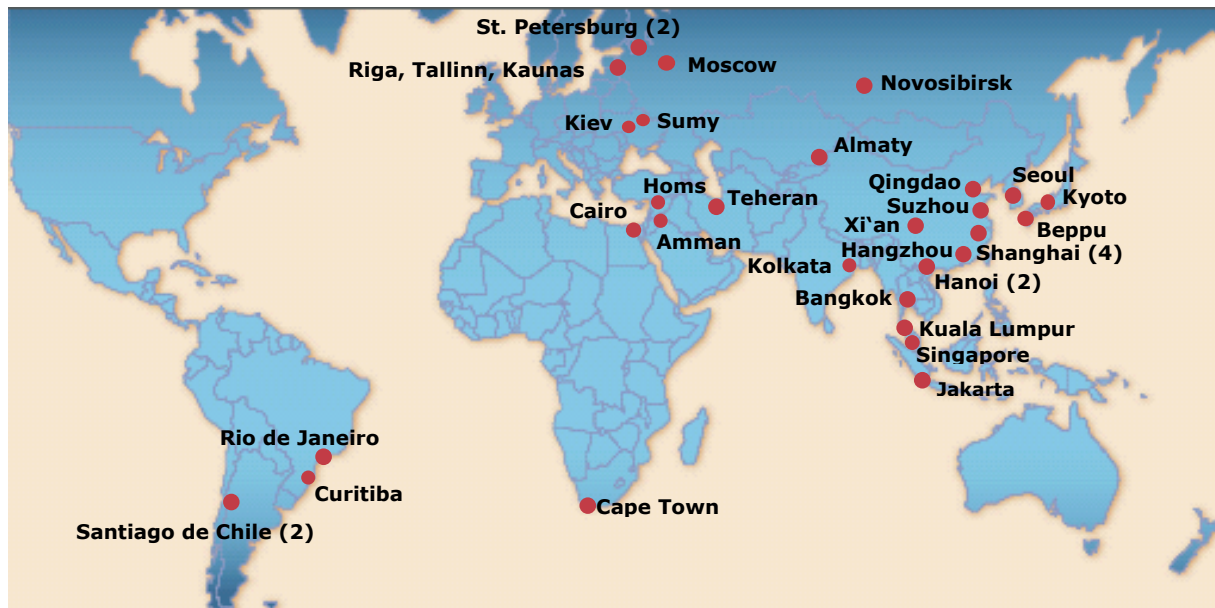 St. Petersburg (2)
Riga, Tallinn, Kaunas
Moscow
Novosibirsk
Kiev
Sumy
Almaty
Homs
Teheran
Qingdao
Seoul
Kyoto
Cairo
Suzhou
Xi‘an
Beppu
Amman
Hangzhou
Shanghai (4)
Kolkata
Hanoi (2)
Bangkok
Kuala Lumpur
Singapore
Jakarta
Rio de Janeiro
Curitiba
Cape Town
Santiago de Chile (2)